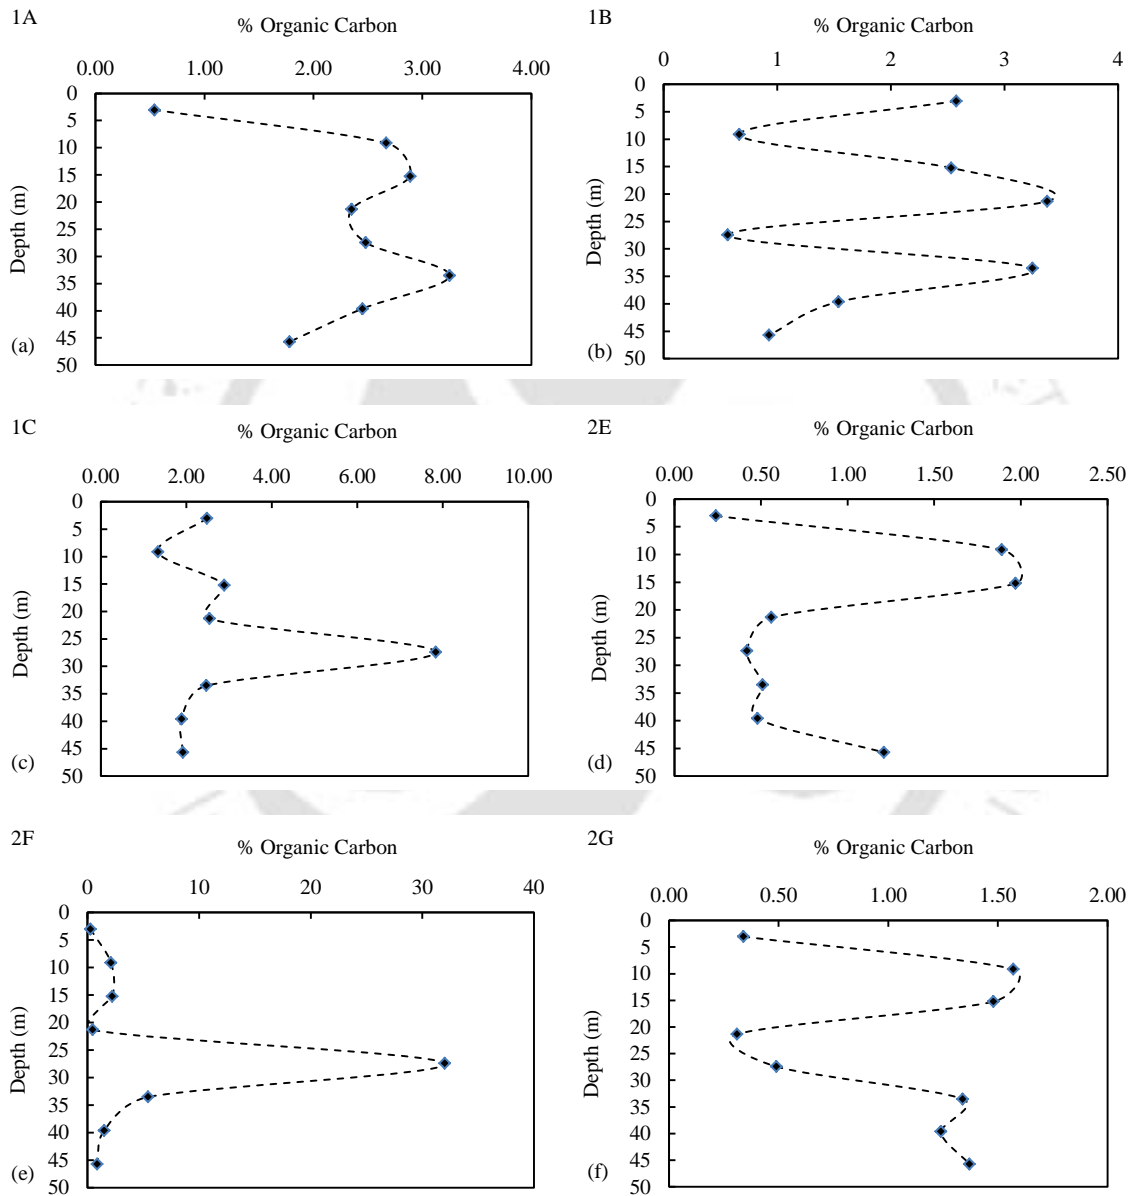 1A
% Organic Carbon
0.00 1.00 2.00 3.00 4.00
0
5
10
15
20
25
30
35
40
45
50
Depth (m)
(a)
1B
% Organic Carbon
0 1 2 3 4
0
5
10
15
20
25
30
35
40
45
50
Depth (m)
(b)
1C
% Organic Carbon
0.00 2.00 4.00 6.00 8.00 10.00
0
5
10
15
20
25
30
35
40
45
50
Depth (m)
(c)
2E
% Organic Carbon
0.00 0.50 1.00 1.50 2.00 2.50
0
5
10
15
20
25
30
35
40
45
50
Depth (m)
(d)
2F
% Organic Carbon
0 10 20 30 40
0
5
10
15
20
25
30
35
40
45
50
Depth (m)
(e)
2G
% Organic Carbon
0.00 0.50 1.00 1.50 2.00
0
5
10
15
20
25
30
35
40
45
50
Depth (m)
(f)